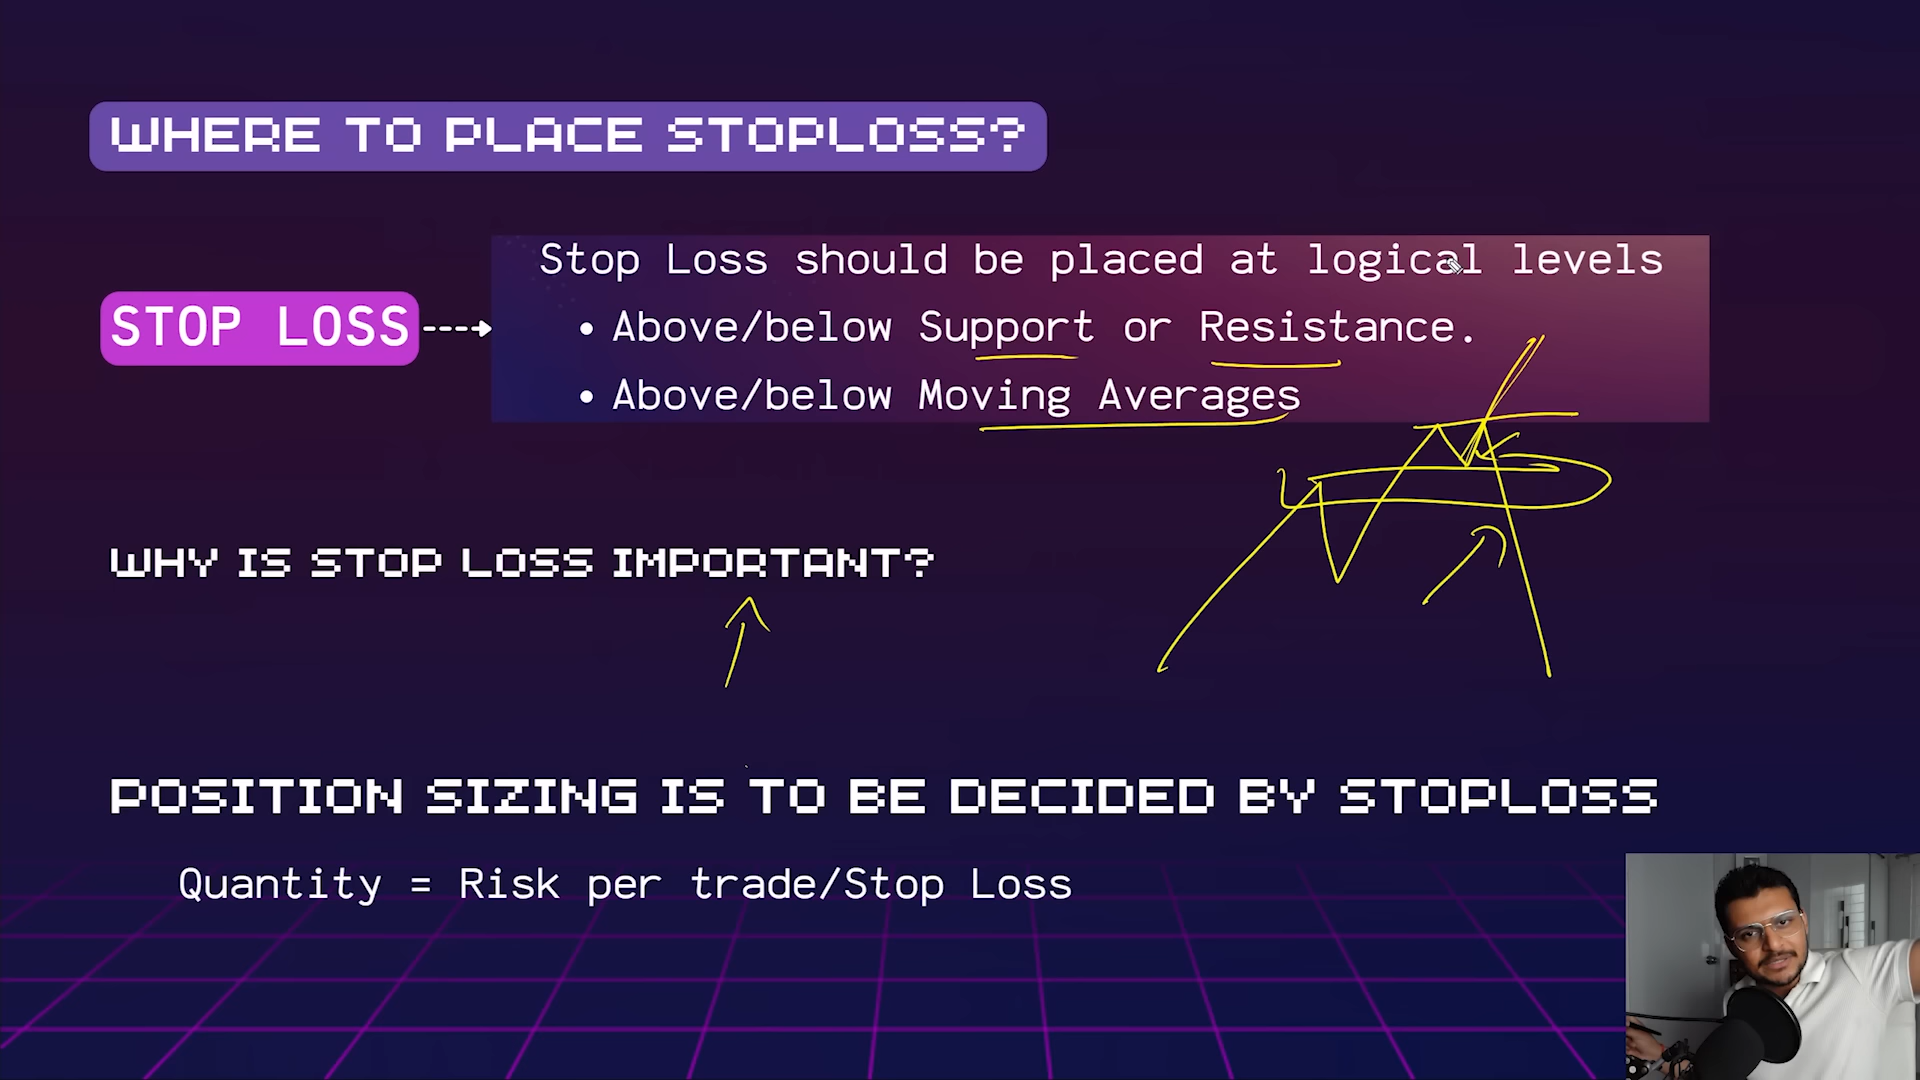 WHERE TO PLACE STOPLOSS?
Stop Loss should be placed at logical levels
STOP LOSS
• Above/below Support or Resistance.
• Above/below Moving Averages
WHY IS STOP LOSS IMPORTANT?
POSITION SIZING IS TO BE DECIDED BY STOPLOSS
Quantity = Risk per trade/Stop Loss